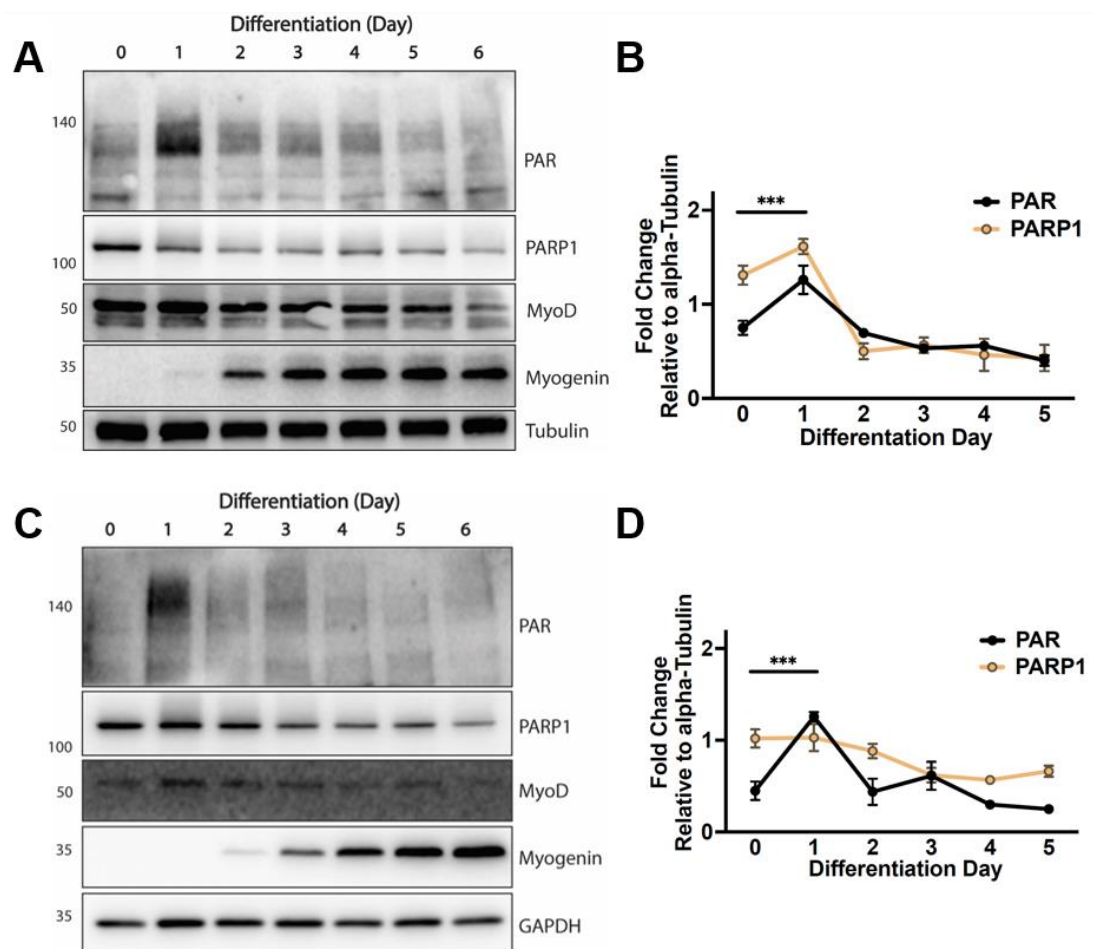 A
Differentiation (Day)
0 1 2 3 4 5 6
140
PAR
PARP1
100
50
MyoD
35
Myogenin
50
Tubulin
B
Fold Change
Relative to alpha-Tubulin
2
1
0
***
PAR
PARP1
0 1 2 3 4 5
Differentation Day
C
Differentiation (Day)
0 1 2 3 4 5 6
140
PAR
PARP1
100
50
MyoD
35
Myogenin
35
GAPDH
D
Fold Change
Relative to alpha-Tubulin
2
1
0
***
PAR
PARP1
0 1 2 3 4 5
Differentiation Day